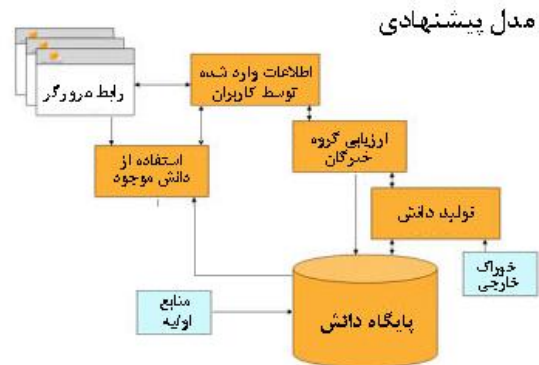 مدل پیشنهادی
رابط مرورگر
اطلاعات وارد شده
توسط کاربران
استفاده از
دانش موجود
ارزیابی گروه
خبرگان
تولید دانش
خوراک
خارجی
پایگاه دانش
منابع
اولیه